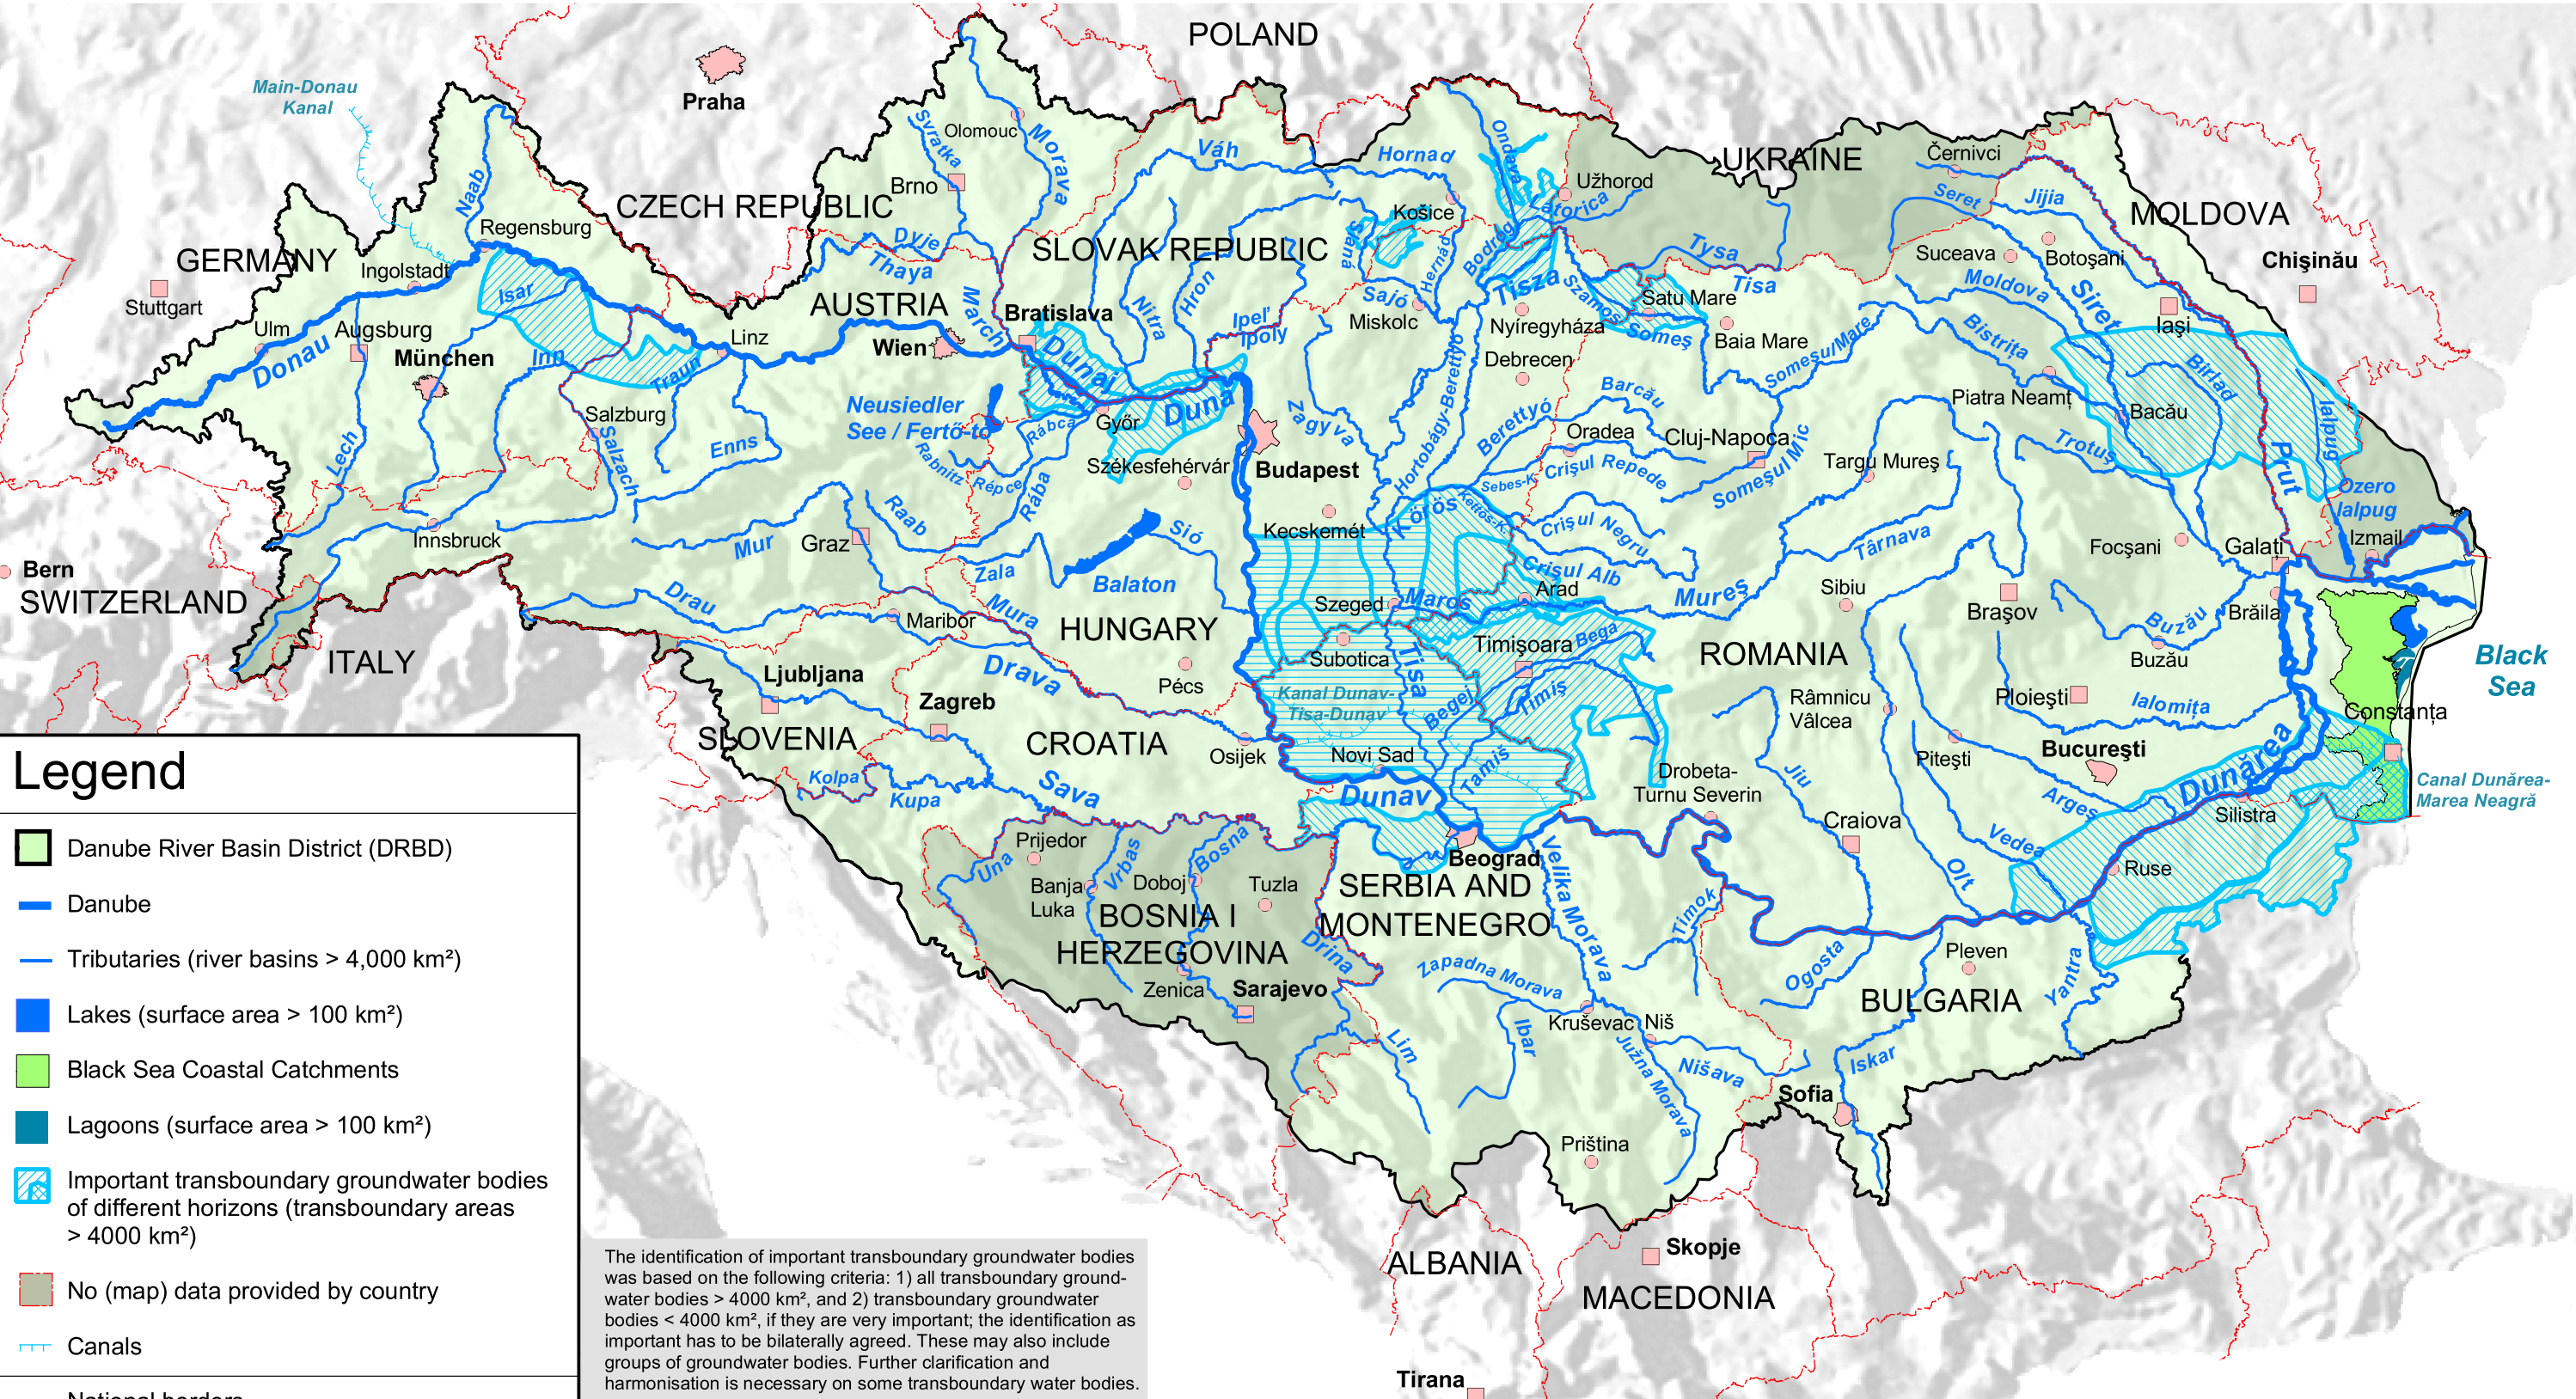 POLAND
Main-Donau
Kanal
Praha
Olomouc
Svratka
Morava
Brno
Váh
Hornad
Ondava
Užhorod
Latorica
UKRAINE
Černivci
Seret
Jijia
MOLDOVA
Chişinău
Naab
Regensburg
CZECH REPUBLIC
Dyje
Thaya
SLOVAK REPUBLIC
Košice
Slaná
Hernád
Bodrog
Tysa
Tisa
Suceava
Botoşani
Moldova
Siret
GERMANY
Ingolstadt
Stuttgart
Isar
AUSTRIA
March
Bratislava
Nitra
Hron
Ipeľ
Ipoly
Sajó
Miskolc
Tisza
Szamos
Nyíregyháza
Satu Mare
Someş
Baia Mare
Someşu/Mare
Bistriţa
Iaşi
Ulm
Augsburg
München
Donau
Inn
Linz
Traun
Wien
Dunaj
Duna
Debrecen
Hortobágy-Berettyó
Piatra Neamţ
Bacău
Bîrlad
Ialpug
Salzburg
Salzach
Lech
Enns
Neusiedler
See / Fertő-tó
Rábca
Győr
Rabnitz
Répce
Rába
Székesfehérvár
Budapest
Zagyva
Berettyó
Barcău
Oradea
Cluj-Napoca
Sebes-K.
Crişul Repede
Someşul Mic
Targu Mureş
Trotuş
Prut
Ozero
Ialpug
Innsbruck
Mur
Graz
Raab
Sió
Kecskemét
Körös
Kettös-K.
Crişul Negru
Crişul Alb
Târnava
Focşani
Galaţi
Izmail
Bern
SWITZERLAND
ITALY
Drau
Zala
Balaton
Maribor
Mura
HUNGARY
Szeged
Maros
Arad
Mureş
Sibiu
Braşov
Buzău
Brăila
Ljubljana
Zagreb
Drava
Pécs
Subotica
Tisa
Timişoara
Bega
ROMANIA
Buzău
Black
Sea
Kanal Dunav-
Tisa-Dunav
Begej
Timiş
Râmnicu
Vâlcea
Ploieşti
Ialomiţa
Constanţa
SLOVENIA
CROATIA
Osijek
Novi Sad
Tamiš
Drobeta-
Turnu Severin
Jiu
Piteşti
Bucureşti
Dunărea
Canal Dunărea-
Marea Neagră
Kolpa
Kupa
Sava
Dunav
Craiova
Arges
Silistra
Prijedor
Una
Vrbas
Bosna
Banja
Luka
Doboj
Tuzla
Beograd
Velika Morava
Vedea
Olt
Ruse
BOSNIA I
HERZEGOVINA
SERBIA AND
MONTENEGRO
Drina
Timok
Zenica
Sarajevo
Zapadna Morava
Ogosta
Pleven
Yantra
BULGARIA
Lim
Ibar
Kruševac
Niš
Južna Morava
Nišava
Iskar
Sofia
Priština
ALBANIA
Skopje
MACEDONIA
Tirana
Legend
Danube River Basin District (DRBD)
Danube
Tributaries (river basins > 4,000 km²)
Lakes (surface area > 100 km²)
Black Sea Coastal Catchments
Lagoons (surface area > 100 km²)
Important transboundary groundwater bodies
of different horizons (transboundary areas
> 4000 km²)
No (map) data provided by country
Canals
National borders
The identification of important transboundary groundwater bodies
was based on the following criteria: 1) all transboundary ground-
water bodies > 4000 km², and 2) transboundary groundwater
bodies < 4000 km², if they are very important; the identification as
important has to be bilaterally agreed. These may also include
groups of groundwater bodies. Further clarification and
harmonisation is necessary on some transboundary water bodies.